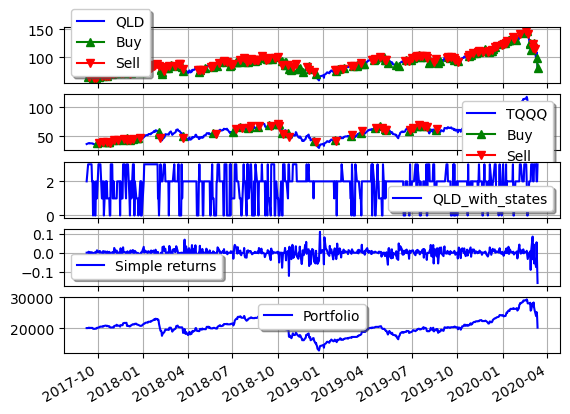 150
100
QLD
Buy
Sell
100
50
TQQQ
Buy
Sell
2
0
QLD_with_states
0.1
0.0
−0.1
Simple returns
30000
20000
Portfolio
2017-10 2018-01 2018-04 2018-07 2018-10 2019-01 2019-04 2019-07 2019-10 2020-01 2020-04